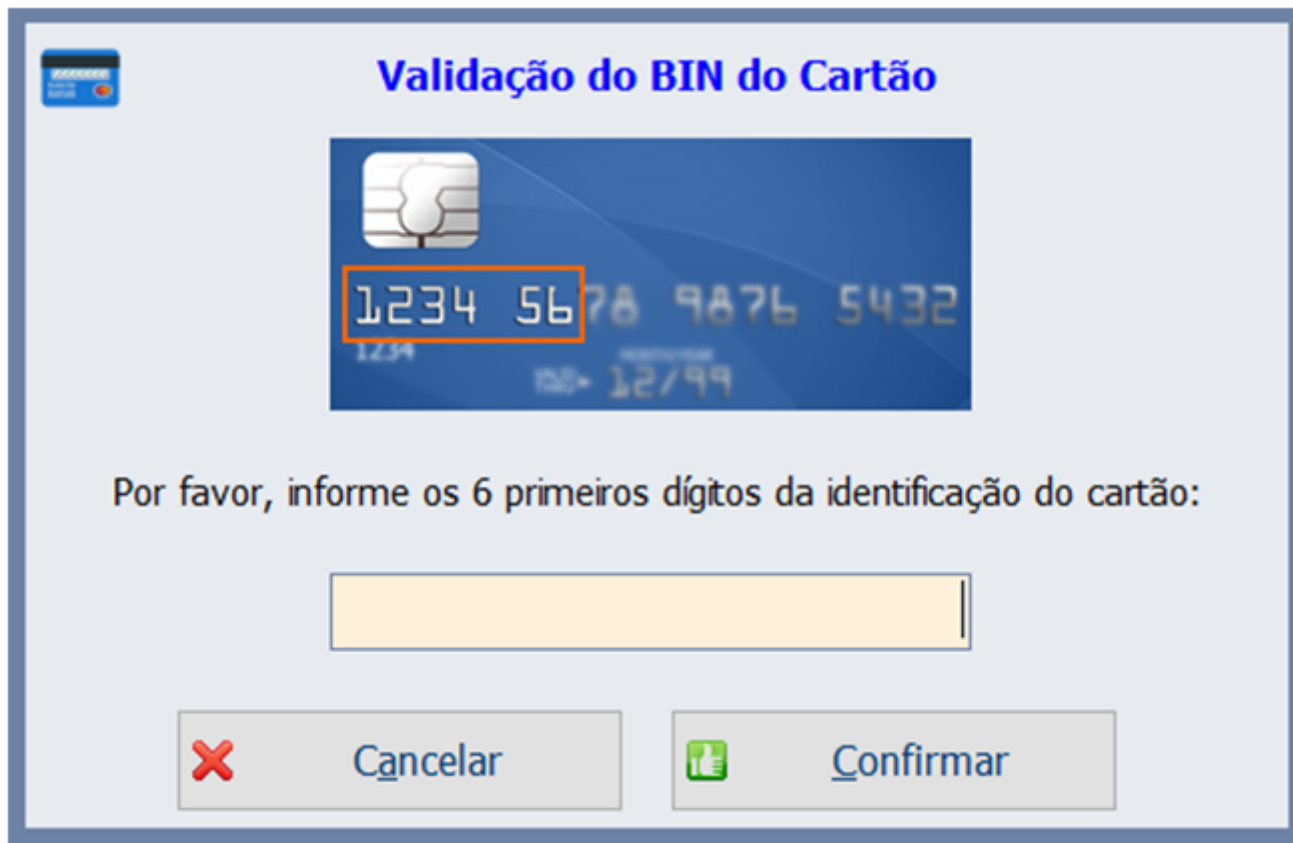 Validação do BIN do Cartão
1234 5678 9876 5432
1234
12/99
Por favor, informe os 6 primeiros dígitos da identificação do cartão:
Cancelar
Confirmar